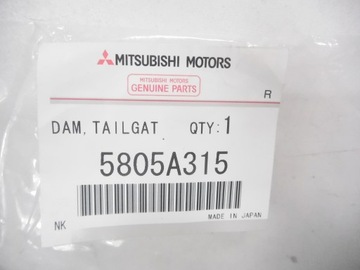 MITSUBISHI MOTORS
MITSUBISHI MOTORS
GENUINE PARTS
R
DAM, TAILGAT QTY:1
5805A315
NK MADE IN JAPAN